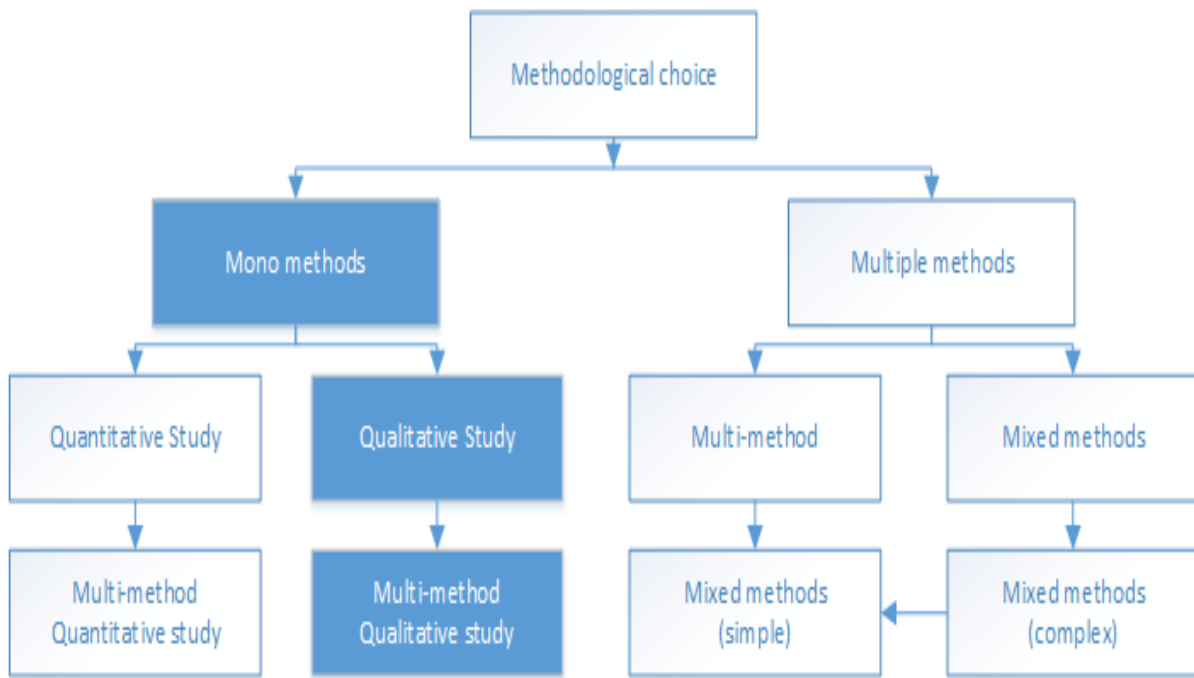 Methodological choice
Mono methods
Multiple methods
Quantitative Study
Qualitative Study
Multi-method
Mixed methods
Multi-method
Quantitative study
Multi-method
Qualitative study
Mixed methods
(simple)
Mixed methods
(complex)